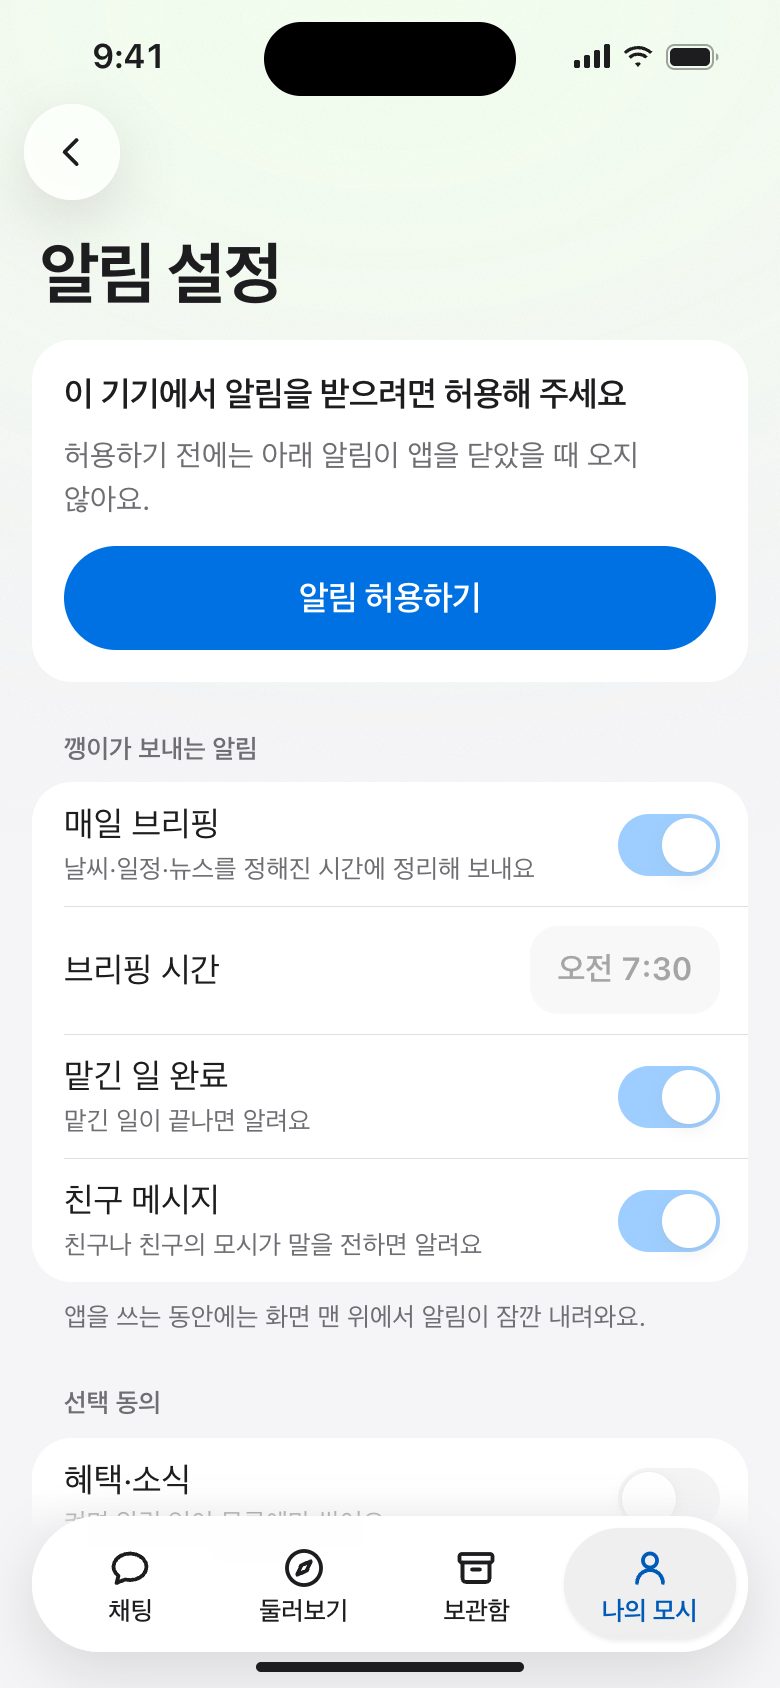 9:41
알림 설정
이 기기에서 알림을 받으려면 허용해 주세요
허용하기 전에는 아래 알림이 앱을 닫았을 때 오지
않아요.
알림 허용하기
깽이가 보내는 알림
매일 브리핑
날씨·일정·뉴스를 정해진 시간에 정리해 보내요
브리핑 시간
오전 7:30
맡긴 일 완료
맡긴 일이 끝나면 알려요
친구 메시지
친구나 친구의 모시가 말을 전하면 알려요
앱을 쓰는 동안에는 화면 맨 위에서 알림이 잠깐 내려와요.
선택 동의
혜택·소식
채팅
둘러보기
보관함
나의 모시